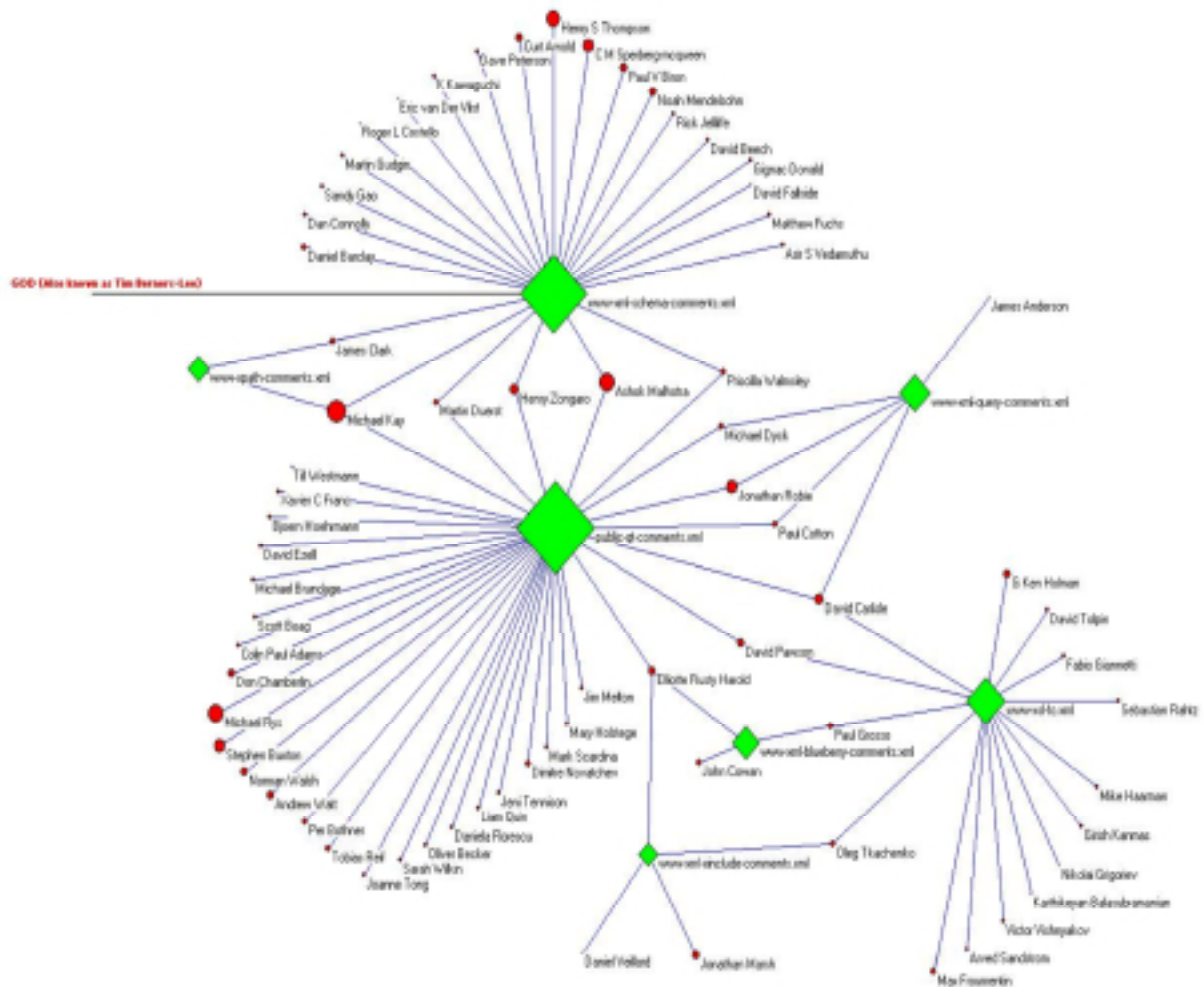 Henry S Thompson
Curt Arnold
C M Sperberg-mcqueen
Dave Peterson
Paul V Biron
K Kawaguchi
Noah Mendelsohn
Eric van Der Vlist
Rick Jelliffe
Roger L Costello
David Beech
Martin Gudgin
Gignac Donald
David Fallside
Sandy Gao
Dan Connolly
Matthew Fuchs
Daniel Barclay
Asir S Vedamuthu
GOD (Also known as Tim Berners-Lee)
www-xml-schema-comments.xml
James Anderson
James Clark
www-xpath-comments.xml
Priscilla Walmsley
Henry Zongaro
Ashok Malhotra
www-xml-query-comments.xml
Martin Duerst
Michael Kay
Michael Dyck
Till Westmann
Jonathan Robie
Xavier C Franc
Bjoern Hoehrmann
Paul Cotton
public-qt-comments.xml
David Ezell
Michael Brundage
G Ken Holman
Scott Boag
David Carlisle
David Tolpin
Colin Paul Adams
David Pawson
Fabio Giannetti
Don Chamberlin
Elliotte Rusty Harold
Jim Melton
www-xsl-fo.xml
Sebastian Rahtz
Michael Rys
Mary Holstege
Paul Grosso
Stephen Buxton
Mark Scardina
www-xml-blueberry-comments.xml
Norman Walsh
Dimitre Novatchev
John Cowan
Andrew Watt
Jeni Tennison
Mike Haarman
Per Bothner
Liam Quin
Girish Kannas
Tobias Reif
Daniela Florescu
Oleg Tkachenko
Oliver Becker
Sarah Wilkin
www-xml-xinclude-comments.xml
Nikolai Grigoriev
Joanne Tong
Karthikeyan Balasubramanian
Victor Vishnyakov
Daniel Veillard
Jonathan Marsh
Arved Sandstrom
Max Froumentin